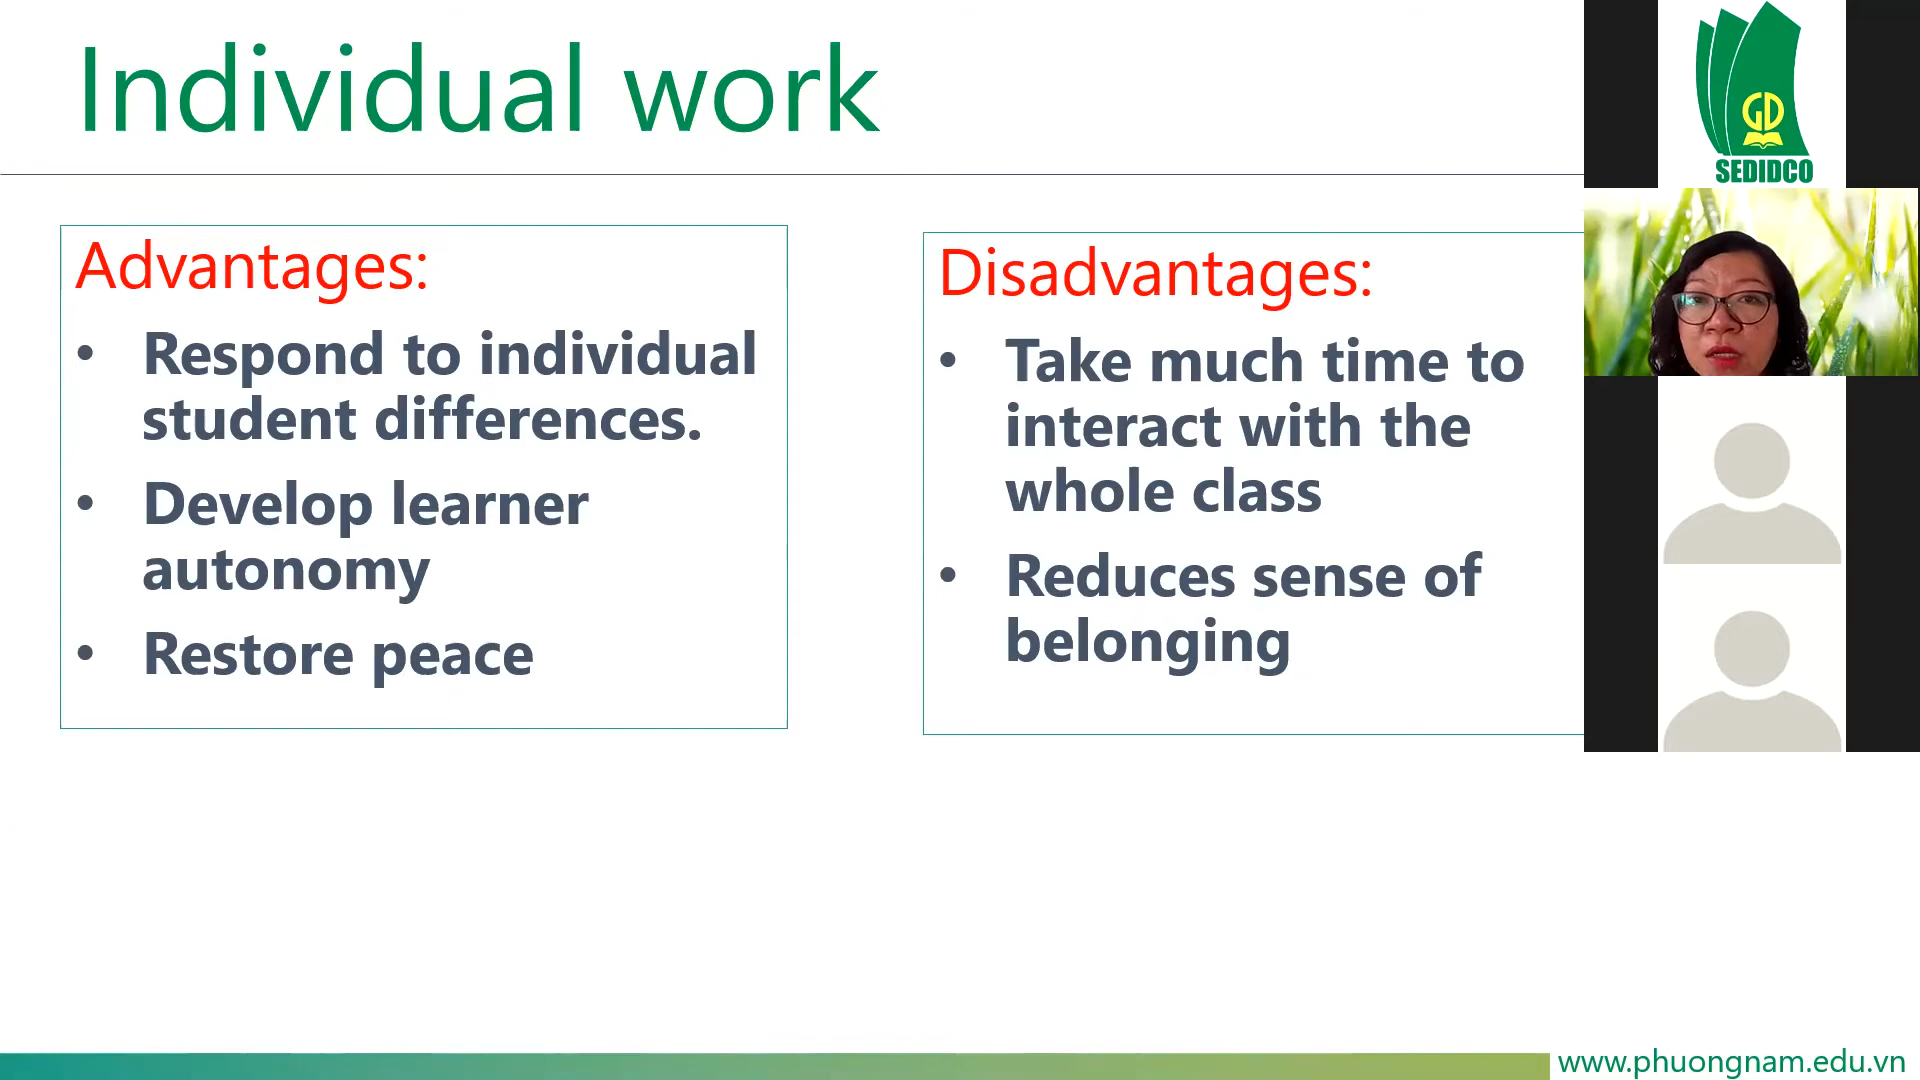 Individual work
Advantages:
• Respond to individual
student differences.
• Develop learner
autonomy
• Restore peace
Disadvantages:
• Take much time to
interact with the
whole class
• Reduces sense of
belonging
GD
SEDIDCO
www.phuongnam.edu.vn